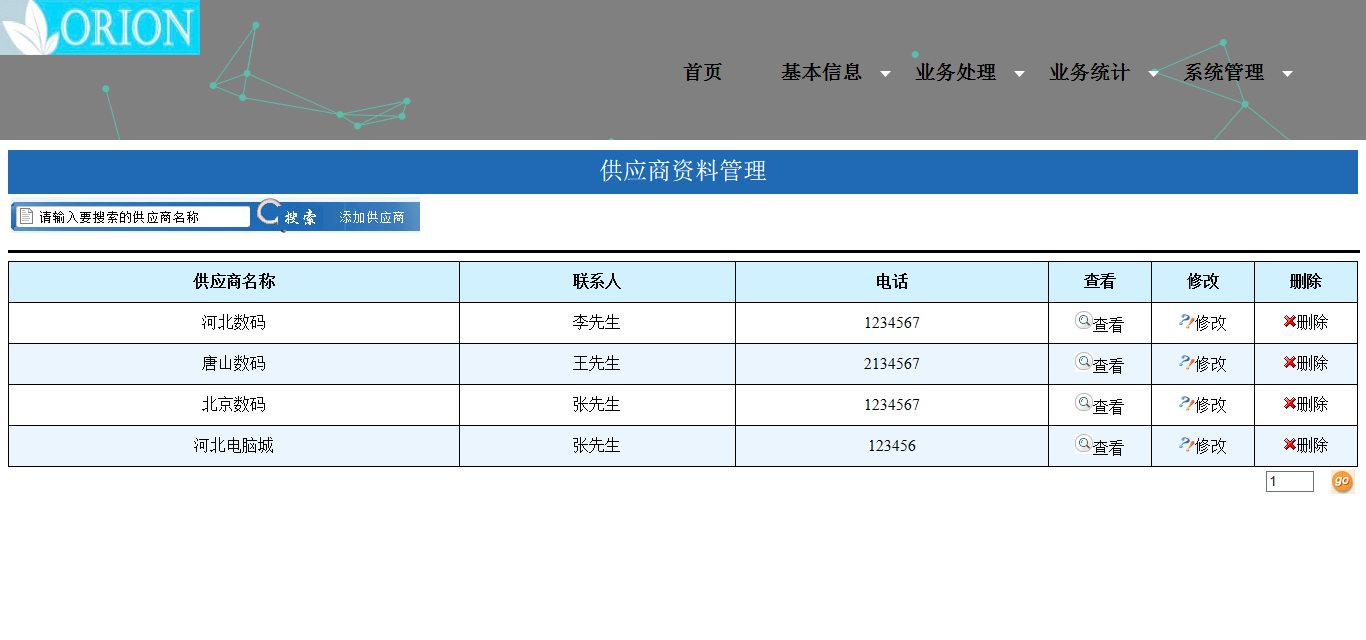 ORION
首页 基本信息 业务处理 业务统计 系统管理
供应商资料管理
请输入要搜索的供应商名称 搜索 添加供应商
供应商名称 联系人 电话 查看 修改 删除
河北数码 李先生 1234567 查看 修改 删除
唐山数码 王先生 2134567 查看 修改 删除
北京数码 张先生 1234567 查看 修改 删除
河北电脑城 张先生 123456 查看 修改 删除
1 go